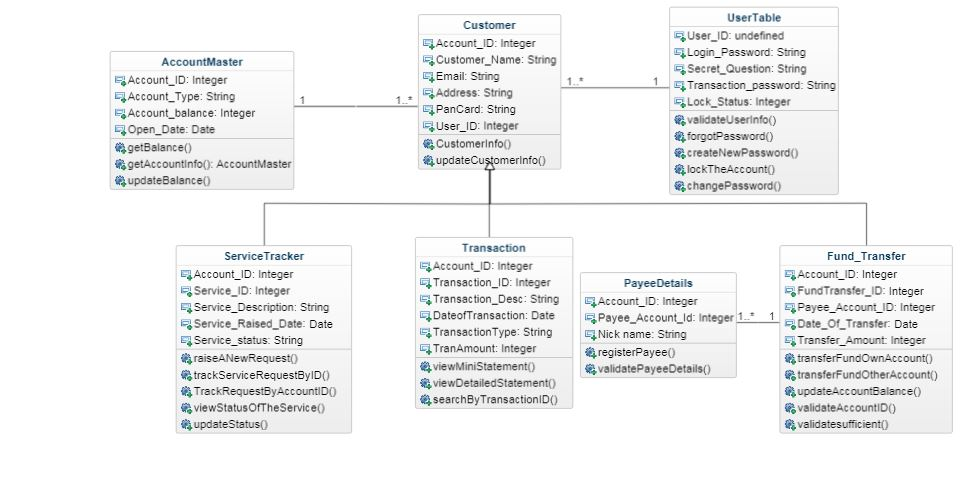 AccountMaster
Account_ID: Integer
Account_Type: String
Account_balance: Integer
Open_Date: Date
getBalance()
getAccountInfo(): AccountMaster
updateBalance()
1
1..*
Customer
Account_ID: Integer
Customer_Name: String
Email: String
Address: String
PanCard: String
User_ID: Integer
CustomerInfo()
updateCustomerInfo()
1..*
1
UserTable
User_ID: undefined
Login_Password: String
Secret_Question: String
Transaction_password: String
Lock_Status: Integer
validateUserInfo()
forgotPassword()
createNewPassword()
lockTheAccount()
changePassword()
ServiceTracker
Account_ID: Integer
Service_ID: Integer
Service_Description: String
Service_Raised_Date: Date
Service_status: String
raiseANewRequest()
trackServiceRequestByID()
TrackRequestByAccountID()
viewStatusOfTheService()
updateStatus()
Transaction
Account_ID: Integer
Transaction_ID: Integer
Transaction_Desc: String
DateofTransaction: Date
TransactionType: String
TranAmount: Integer
viewMiniStatement()
viewDetailedStatement()
searchByTransactionID()
PayeeDetails
Account_ID: Integer
Payee_Account_Id: Integer
Nick name: String
registerPayee()
validatePayeeDetails()
1..*
1
Fund_Transfer
Account_ID: Integer
FundTransfer_ID: Integer
Payee_Account_ID: Integer
Date_Of_Transfer: Date
Transfer_Amount: Integer
transferFundOwnAccount()
transferFundOtherAccount()
updateAccountBalance()
validateAccountID()
validatesufficient()